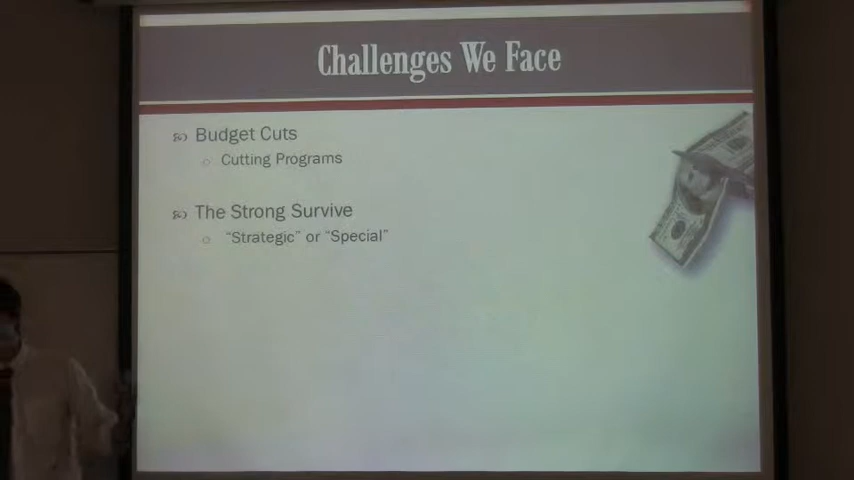 Challenges We Face
Budget Cuts
Cutting Programs
The Strong Survive
“Strategic” or “Special”